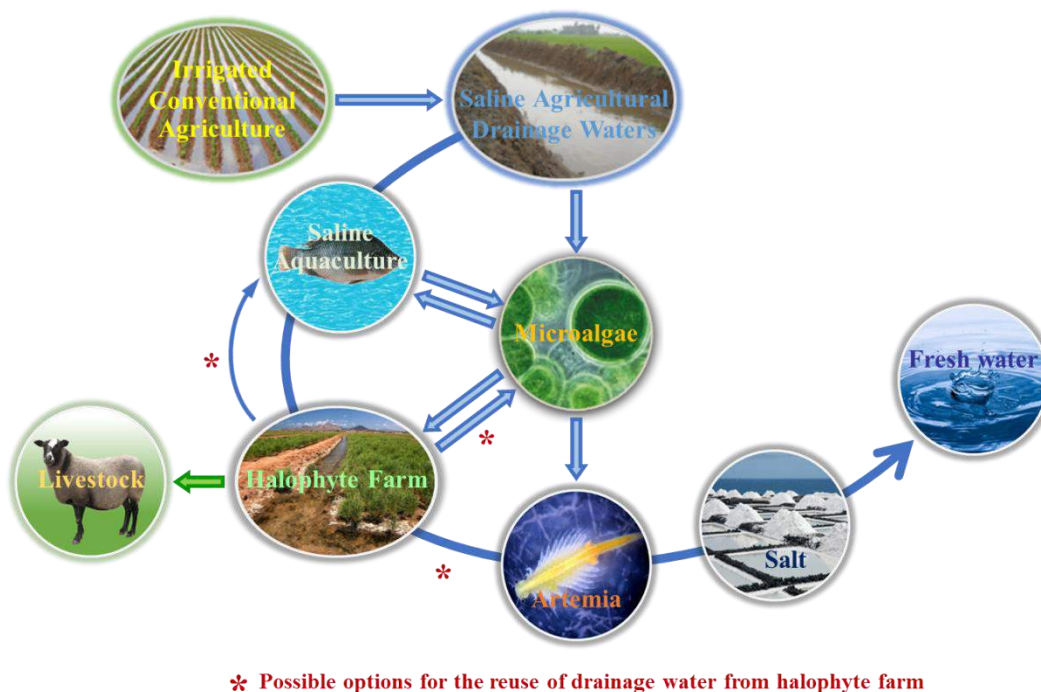 Irrigated
Conventional
Agriculture
Saline Agricultural
Drainage Waters
Saline
Aquaculture
*
Microalgae
Fresh water
*
Livestock
Halophyte Farm
Salt
*
Artemia
* Possible options for the reuse of drainage water from halophyte farm